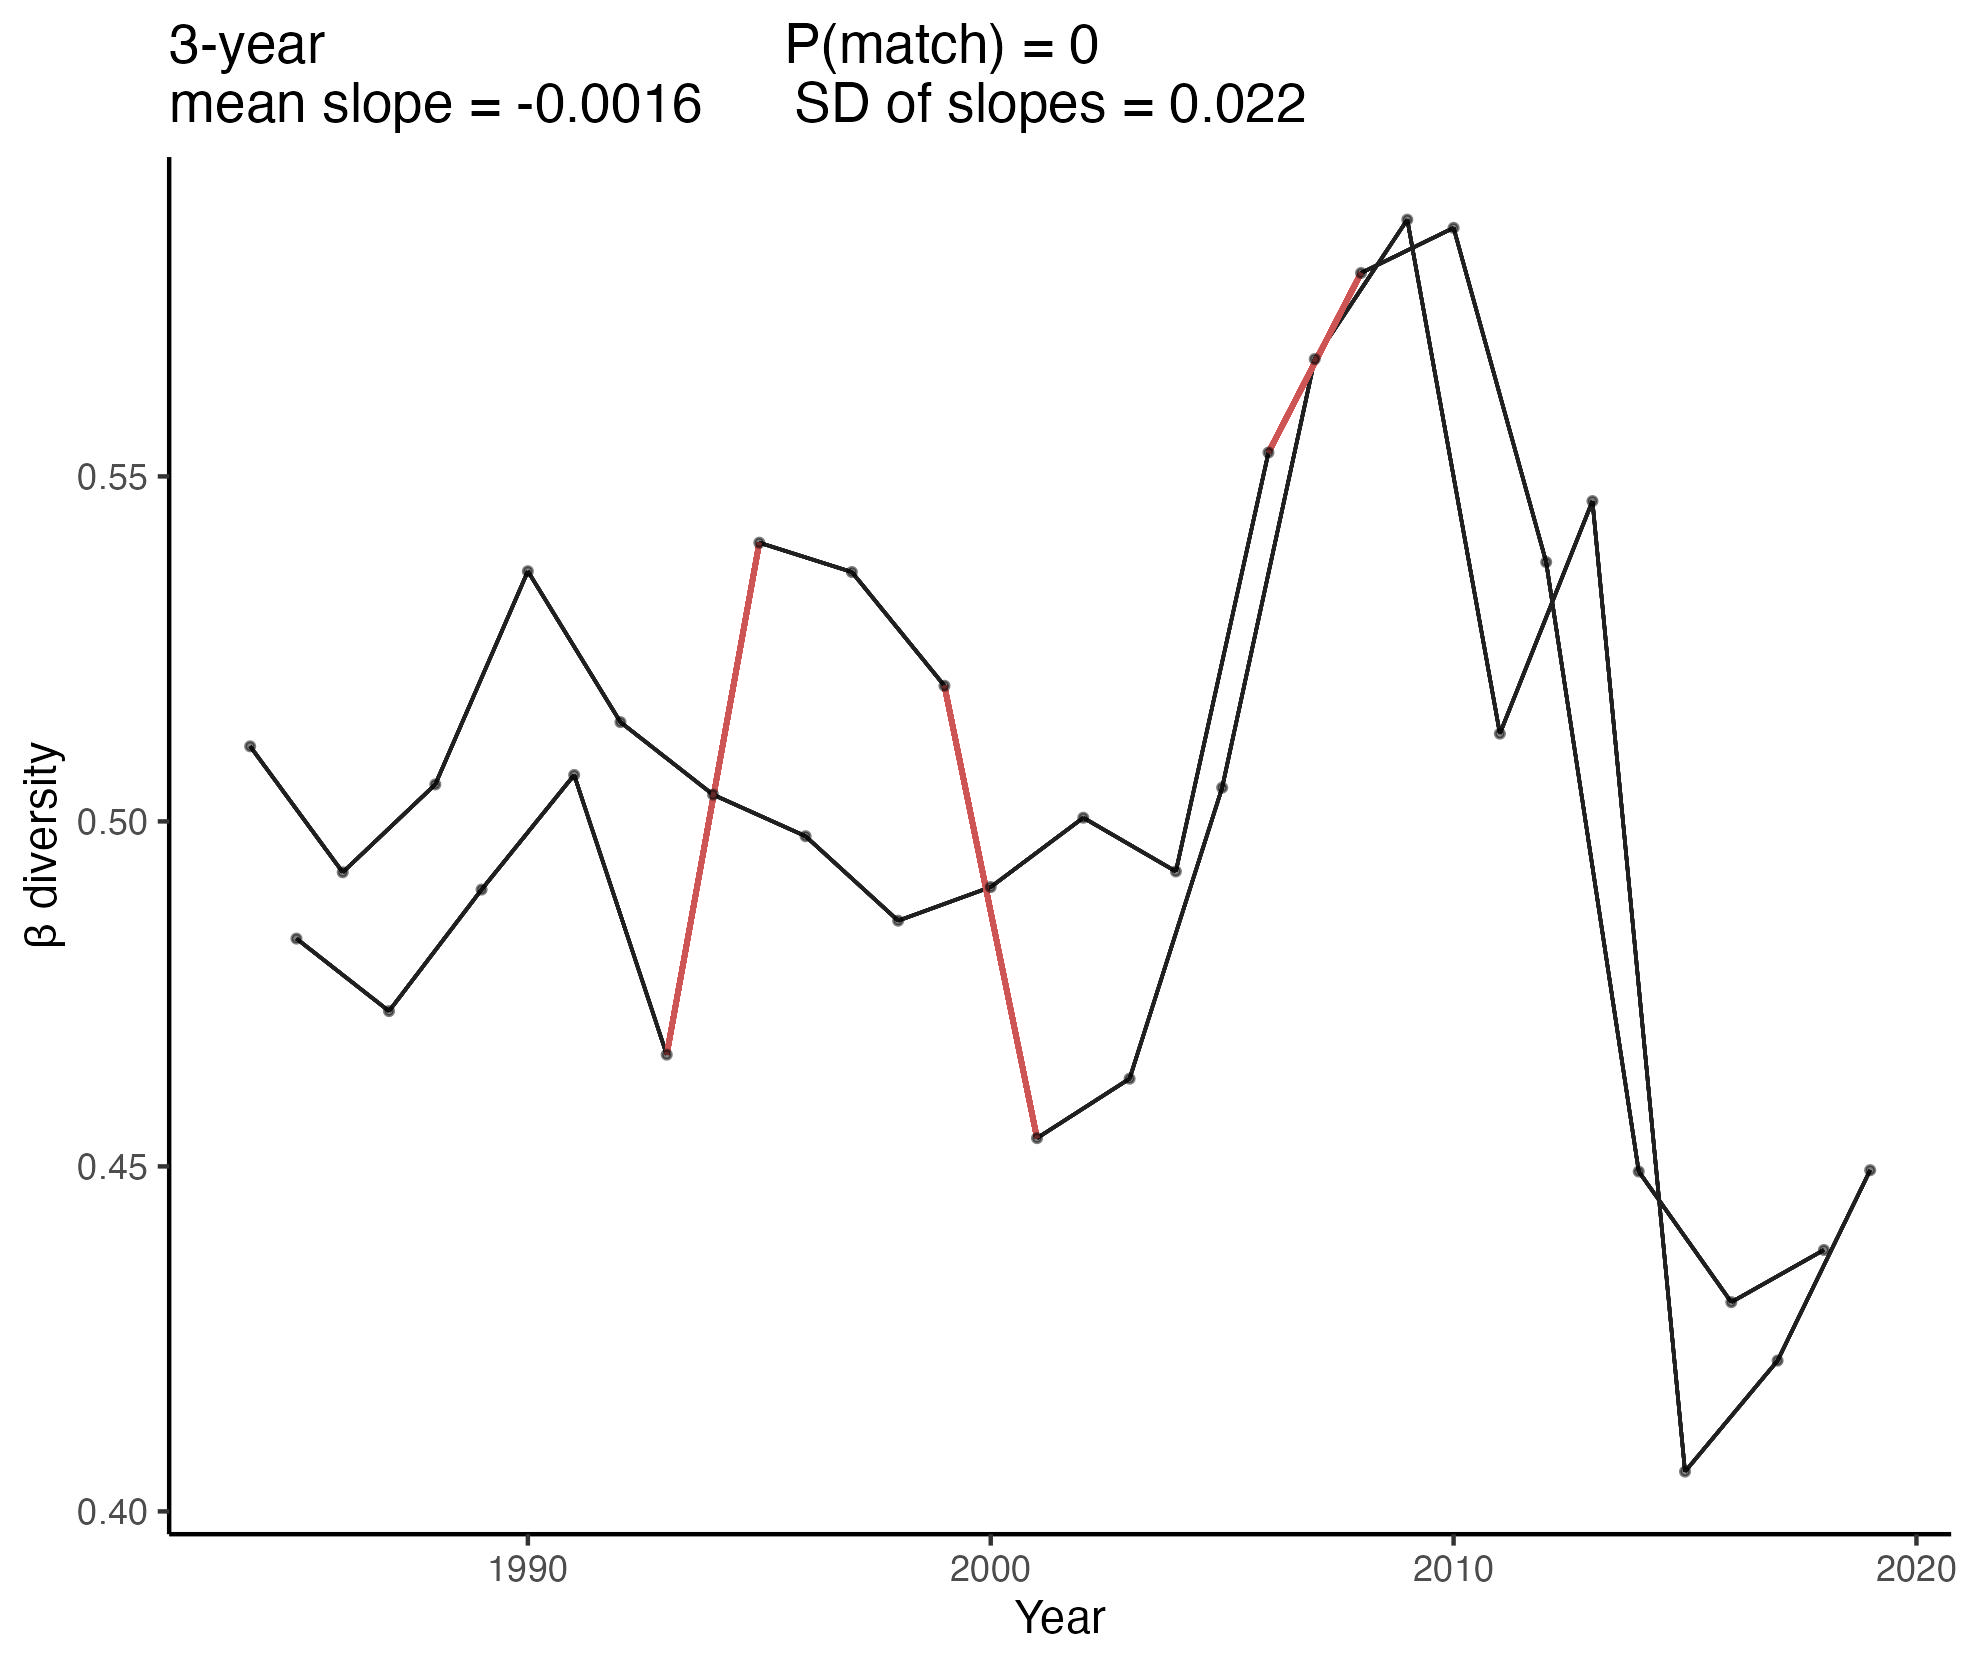 3-year P(match) = 0
mean slope = -0.0016 SD of slopes = 0.022
0.55
0.50
0.45
0.40
β diversity
1990 2000 2010 2020
Year